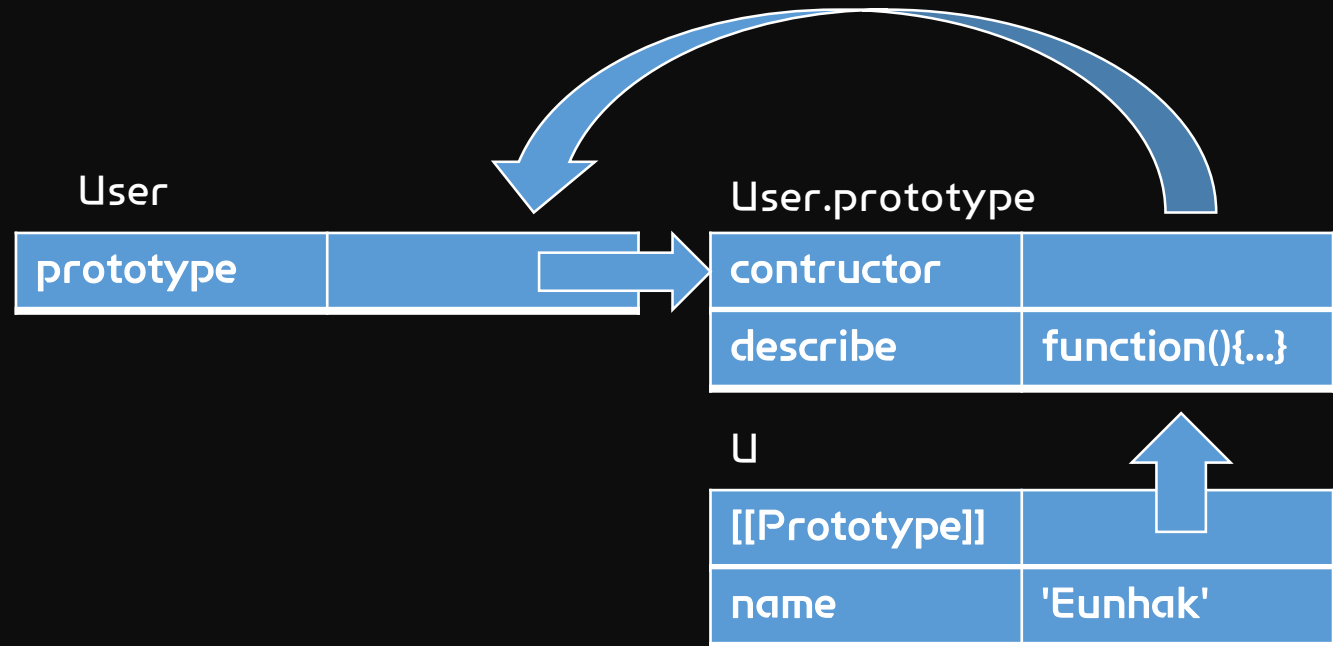 User
User.prototype
prototype
contructor
describe function(){...}
u
[[Prototype]]
name 'Eunhak'